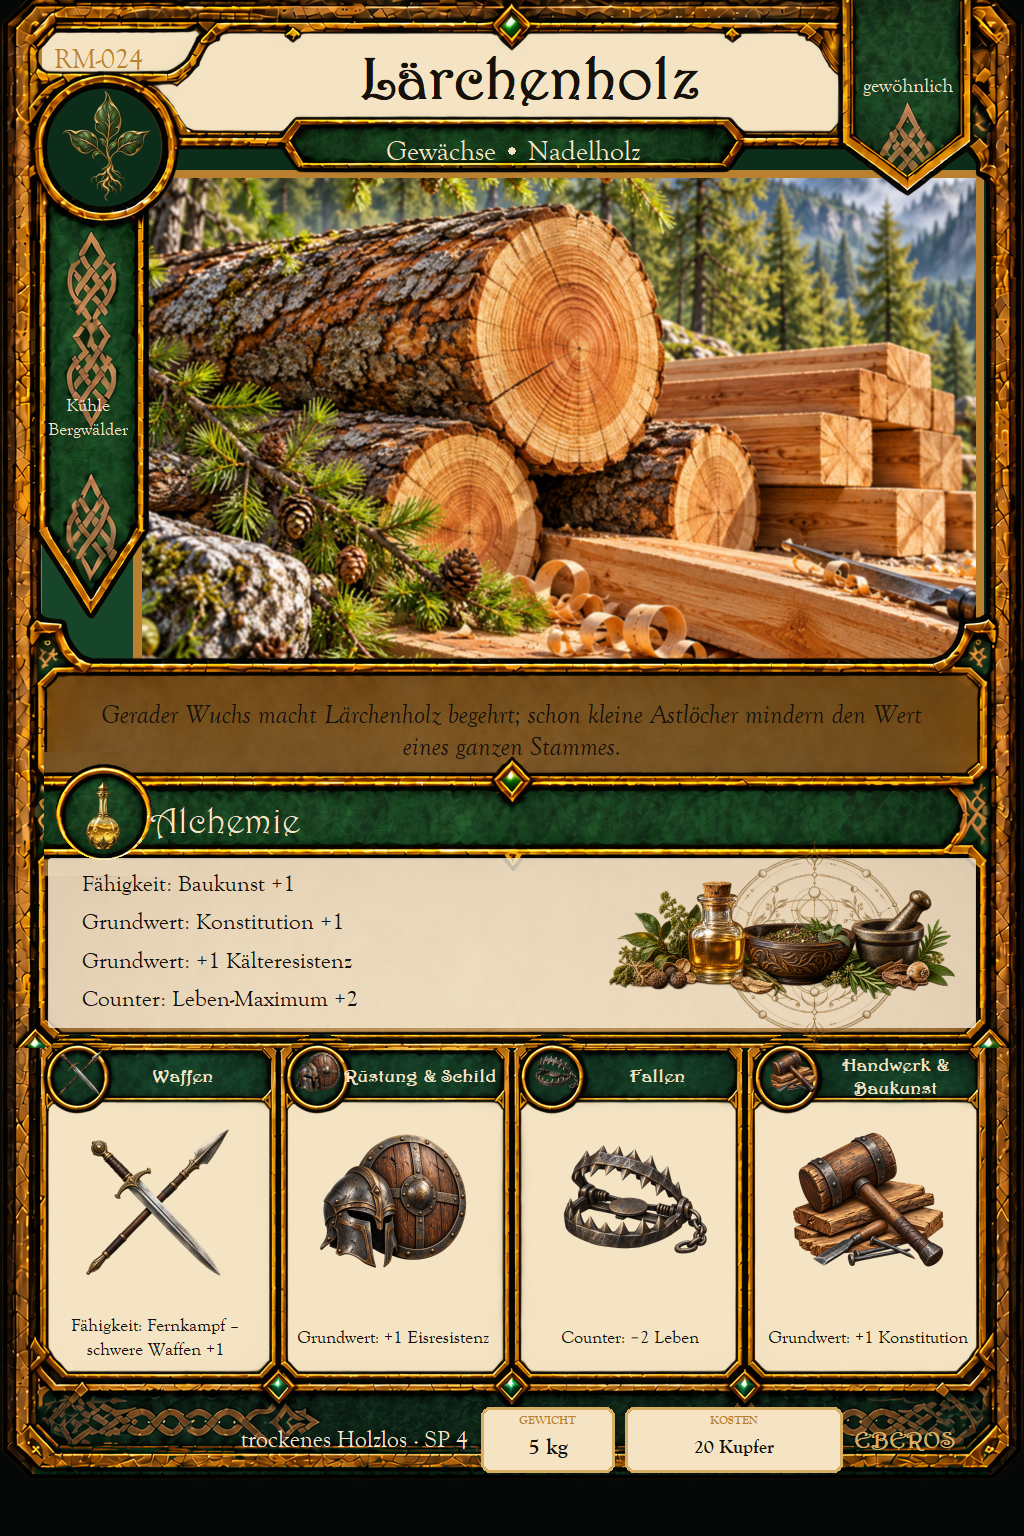 RM-024
Lärchenholz
gewöhnlich
Gewächse • Nadelholz
Kühle
Bergwälder
Gerader Wuchs macht Lärchenholz begehrt; schon kleine Astlöcher mindern den Wert
eines ganzen Stammes.
Alchemie
Fähigkeit: Baukunst +1
Grundwert: Konstitution +1
Grundwert: +1 Kälteresistenz
Counter: Leben-Maximum +2
Waffen
Rüstung & Schild
Fallen
Handwerk &
Baukunst
Fähigkeit: Fernkampf –
schwere Waffen +1
Grundwert: +1 Eisresistenz
Counter: −2 Leben
Grundwert: +1 Konstitution
trockenes Holzlos · SP 4
GEWICHT
5 kg
KOSTEN
20 Kupfer
EBEROS